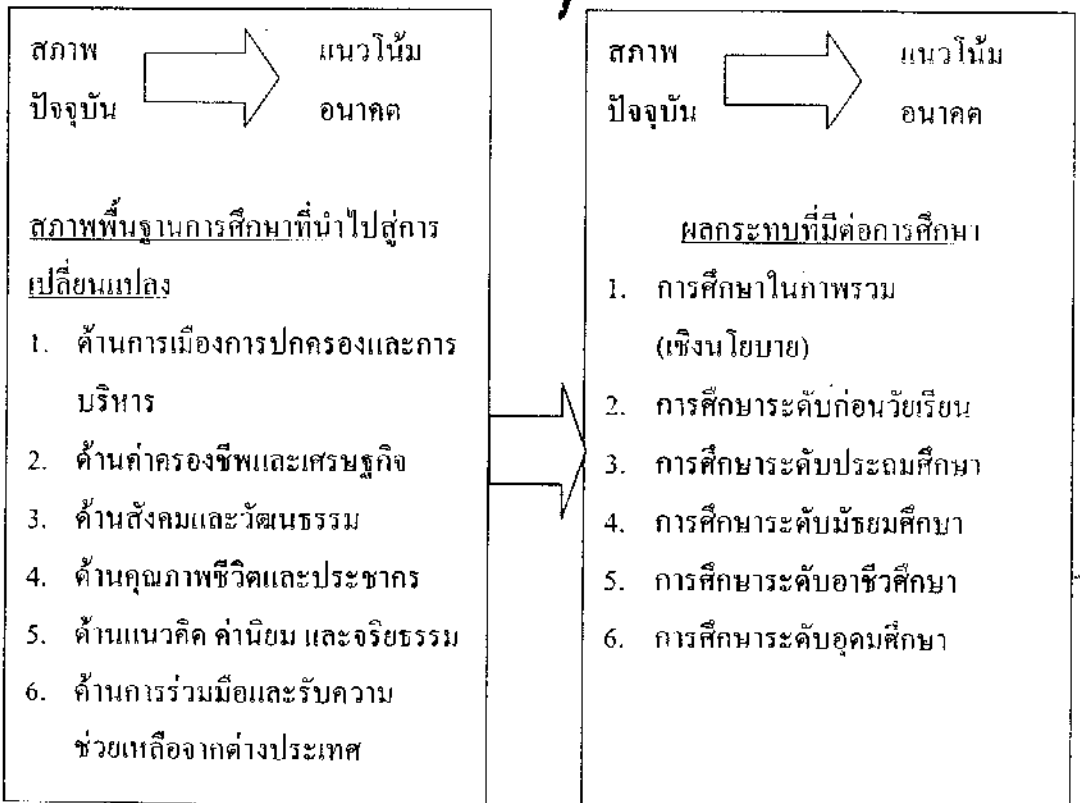 สภาพ แนวโน้ม
ปัจจุบัน อนาคต
สภาพพื้นฐานการศึกษาที่นำไปสู่การ
เปลี่ยนแปลง
1. ด้านการเมืองการปกครองและการ
บริหาร
2. ด้านค่าครองชีพและเศรษฐกิจ
3. ด้านสังคมและวัฒนธรรม
4. ด้านคุณภาพชีวิตและประชากร
5. ด้านแนวคิด ค่านิยม และจริยธรรม
6. ด้านการร่วมมือและรับความ
ช่วยเหลือจากต่างประเทศ
สภาพ แนวโน้ม
ปัจจุบัน อนาคต
ผลกระทบที่มีต่อการศึกษา
1. การศึกษาในภาพรวม
(เชิงนโยบาย)
2. การศึกษาระดับก่อนวัยเรียน
3. การศึกษาระดับประถมศึกษา
4. การศึกษาระดับมัธยมศึกษา
5. การศึกษาระดับอาชีวศึกษา
6. การศึกษาระดับอุดมศึกษา